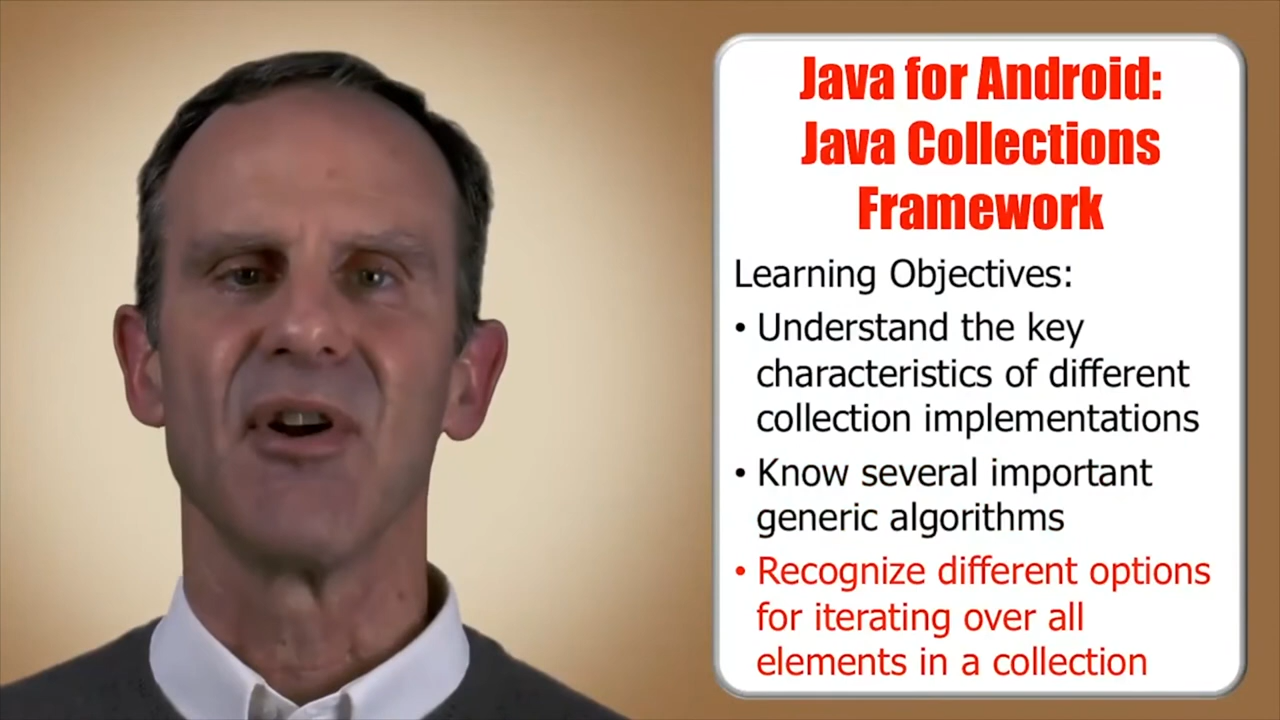 Java for Android:
Java Collections
Framework
Learning Objectives:
• Understand the key
characteristics of different
collection implementations
• Know several important
generic algorithms
• Recognize different options
for iterating over all
elements in a collection